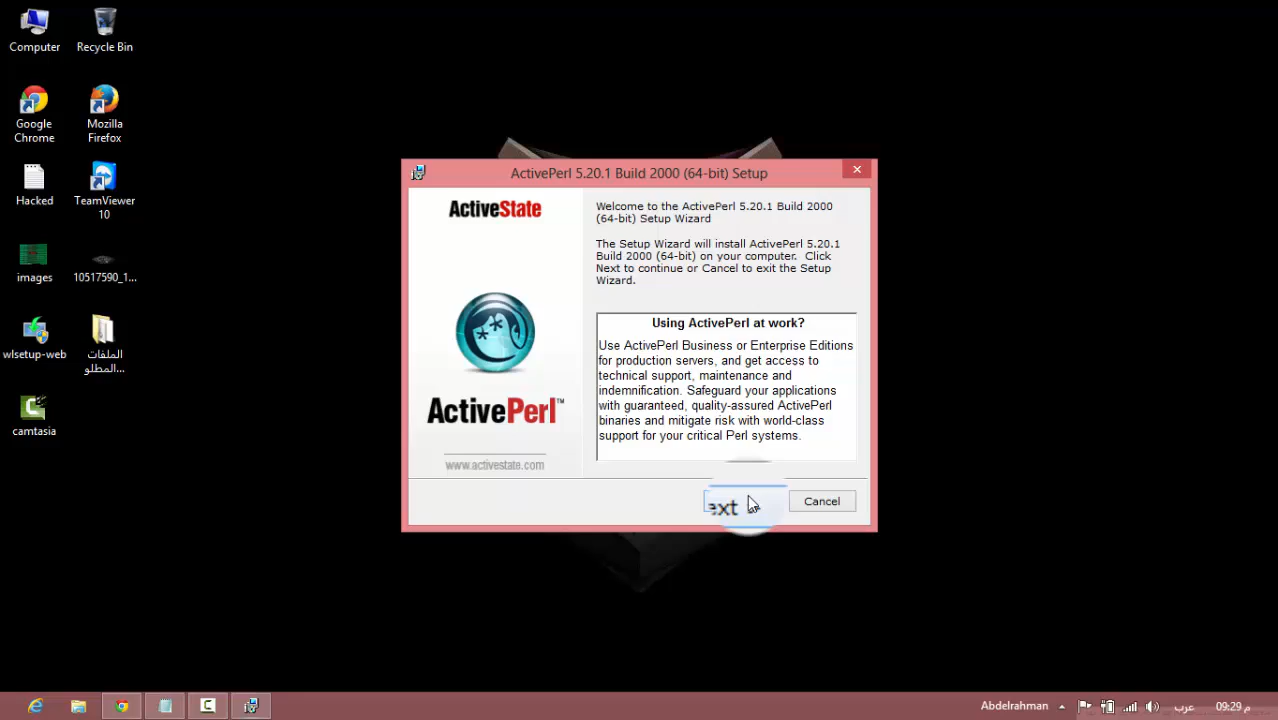 Computer
Recycle Bin
Google
Chrome
Mozilla
Firefox
Hacked
TeamViewer
10
images
10517590_1...
wlsetup-web
الملفات
المطلو...
camtasia
ActivePerl 5.20.1 Build 2000 (64-bit) Setup
ActiveState
ActivePerl™
www.activestate.com
Welcome to the ActivePerl 5.20.1 Build 2000
(64-bit) Setup Wizard
The Setup Wizard will install ActivePerl 5.20.1
Build 2000 (64-bit) on your computer. Click
Next to continue or Cancel to exit the Setup
Wizard.
Using ActivePerl at work?
Use ActivePerl Business or Enterprise Editions
for production servers, and get access to
technical support, maintenance and
indemnification. Safeguard your applications
with guaranteed, quality-assured ActivePerl
binaries and mitigate risk with world-class
support for your critical Perl systems.
ext
Cancel
Abdelrahman
عرب
09:29 م